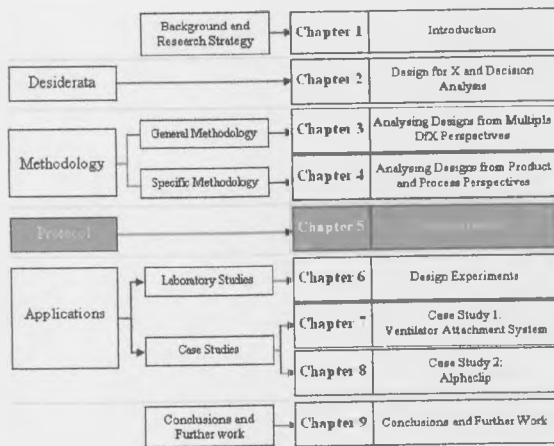 Background and
Research Strategy
Chapter 1
Introduction
Desiderata
Chapter 2
Design for X and Decision
Analysis
Methodology
General Methodology
Chapter 3
Analysing Designs from Multiple
DfX Perspectives
Specific Methodology
Chapter 4
Analysing Designs from Product
and Process Perspectives
Protocol
Chapter 5
Applications
Laboratory Studies
Chapter 6
Design Experiments
Case Studies
Chapter 7
Case Study 1:
Ventilator Attachment System
Chapter 8
Case Study 2:
Alphaclip
Conclusions and
Further work
Chapter 9
Conclusions and Further Work